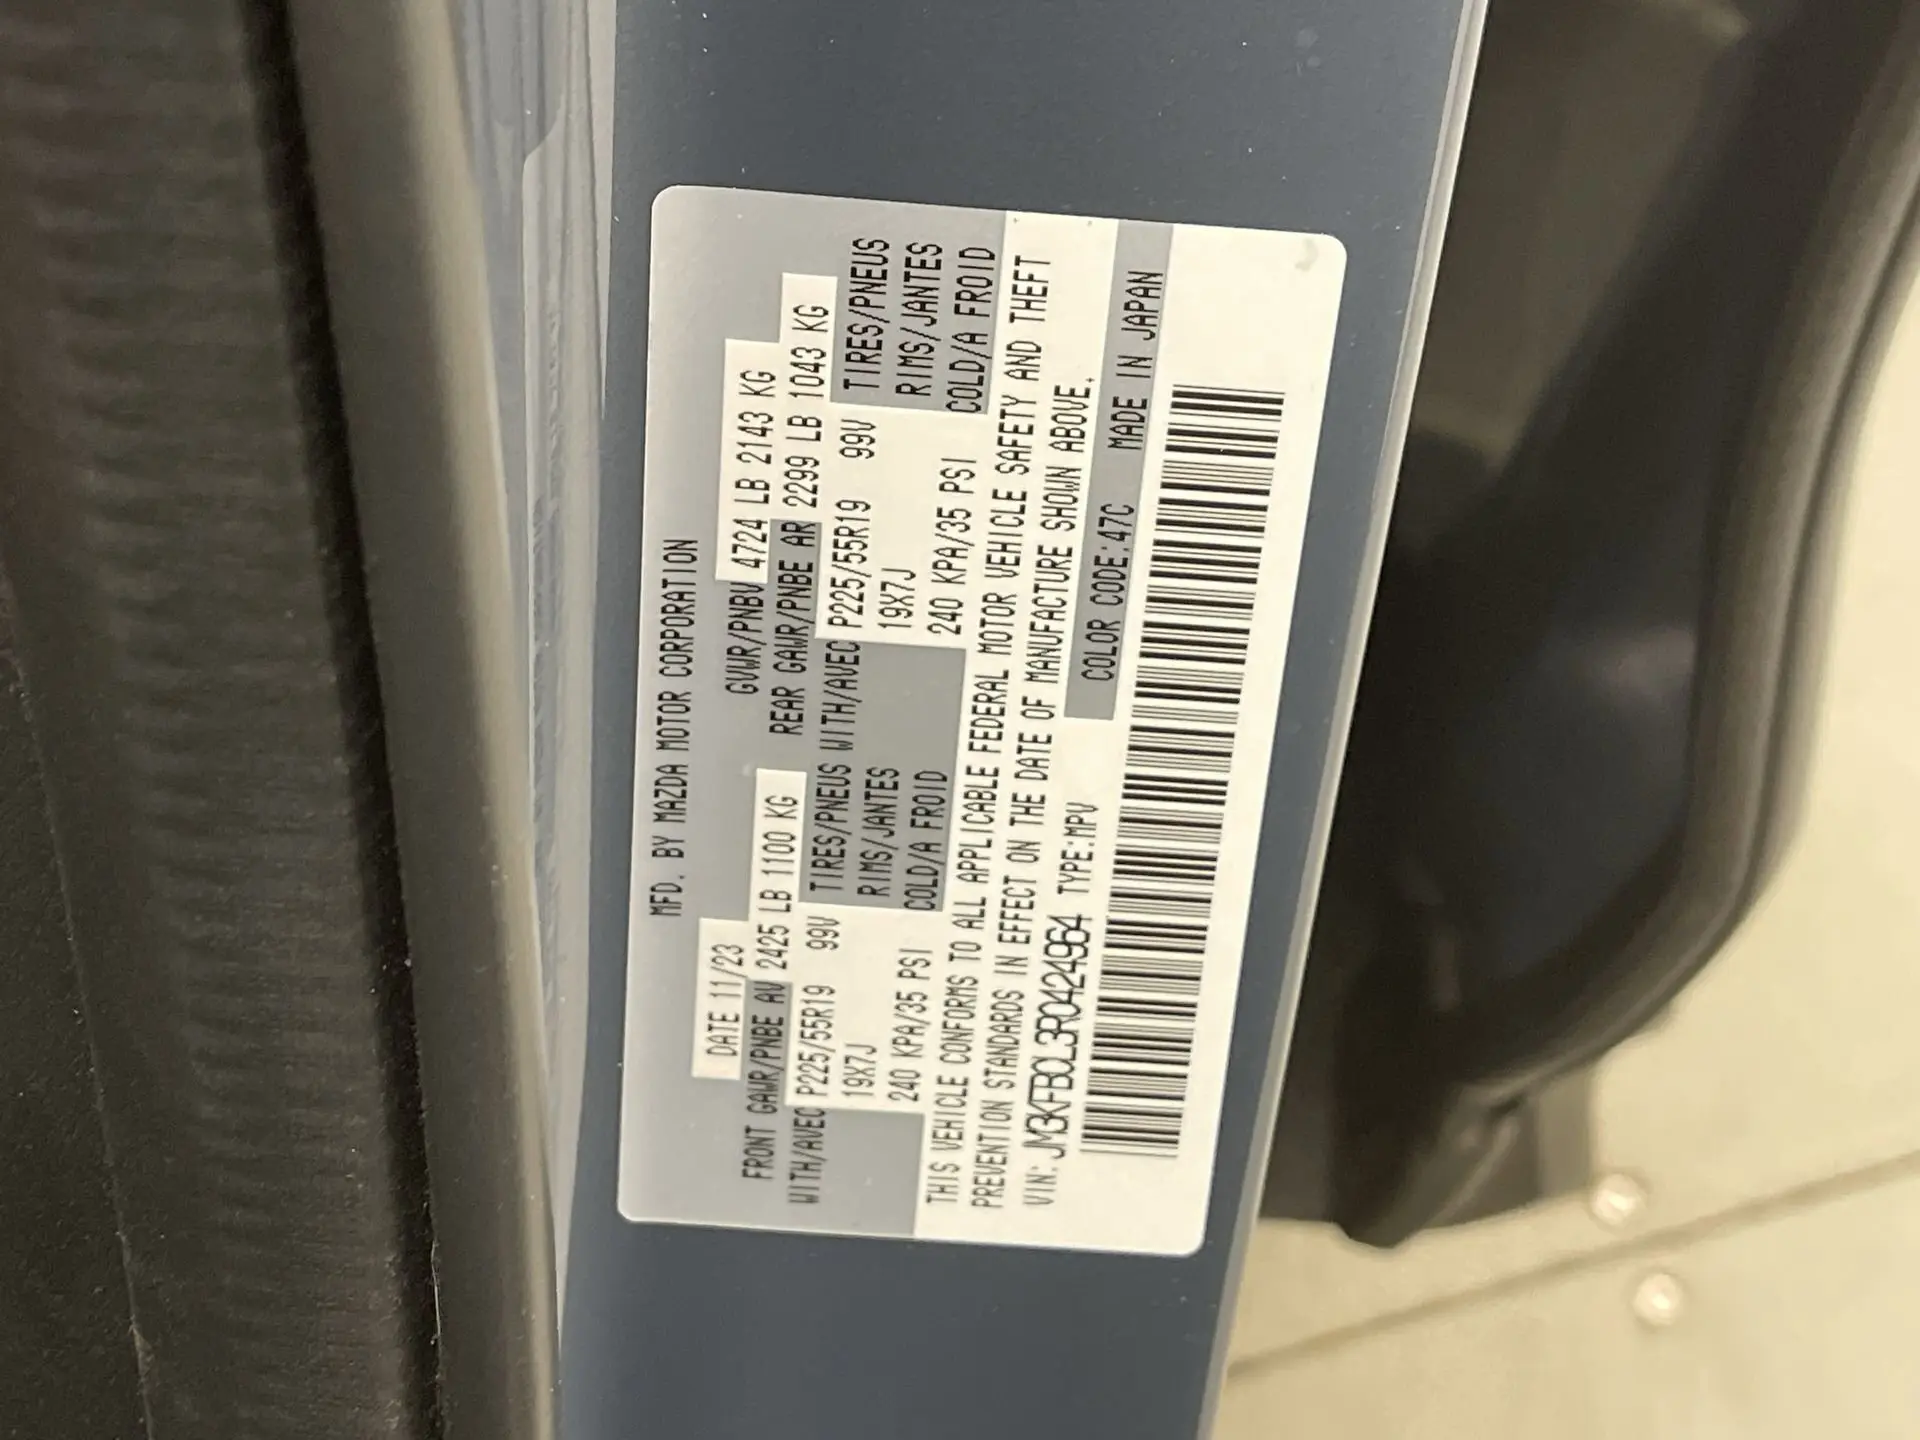 MFD. BY MAZDA MOTOR CORPORATION
DATE 11/23 GVWR/PNBV 4724 LB 2143 KG
FRONT GAWR/PNBE AV 2425 LB 1100 KG REAR GAWR/PNBE AR 2299 LB 1043 KG
WITH/AVEC P225/55R19 99V TIRES/PNEUS WITH/AVEC P225/55R19 99V TIRES/PNEUS
19X7J RIMS/JANTES 19X7J RIMS/JANTES
240 KPA/35 PSI COLD/A FROID 240 KPA/35 PSI COLD/A FROID
THIS VEHICLE CONFORMS TO ALL APPLICABLE FEDERAL MOTOR VEHICLE SAFETY AND THEFT
PREVENTION STANDARDS IN EFFECT ON THE DATE OF MANUFACTURE SHOWN ABOVE.
VIN: JM3KFBDL3R0424964 TYPE:MPV COLOR CODE:47C MADE IN JAPAN